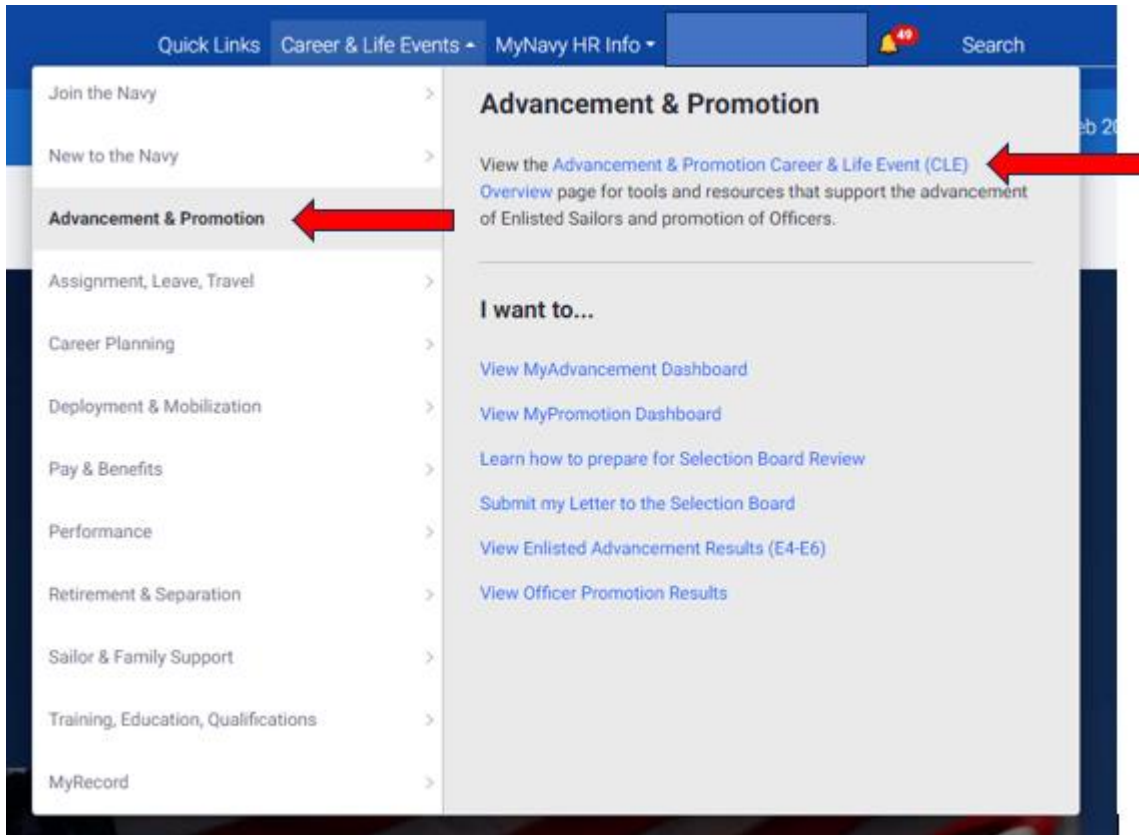 Quick Links Career & Life Events MyNavy HR Info 49 Search
Join the Navy
New to the Navy
Advancement & Promotion
Assignment, Leave, Travel
Career Planning
Deployment & Mobilization
Pay & Benefits
Performance
Retirement & Separation
Sailor & Family Support
Training, Education, Qualifications
MyRecord
Advancement & Promotion
View the Advancement & Promotion Career & Life Event (CLE)
Overview page for tools and resources that support the advancement
of Enlisted Sailors and promotion of Officers.
I want to...
View MyAdvancement Dashboard
View MyPromotion Dashboard
Learn how to prepare for Selection Board Review
Submit my Letter to the Selection Board
View Enlisted Advancement Results (E4-E6)
View Officer Promotion Results